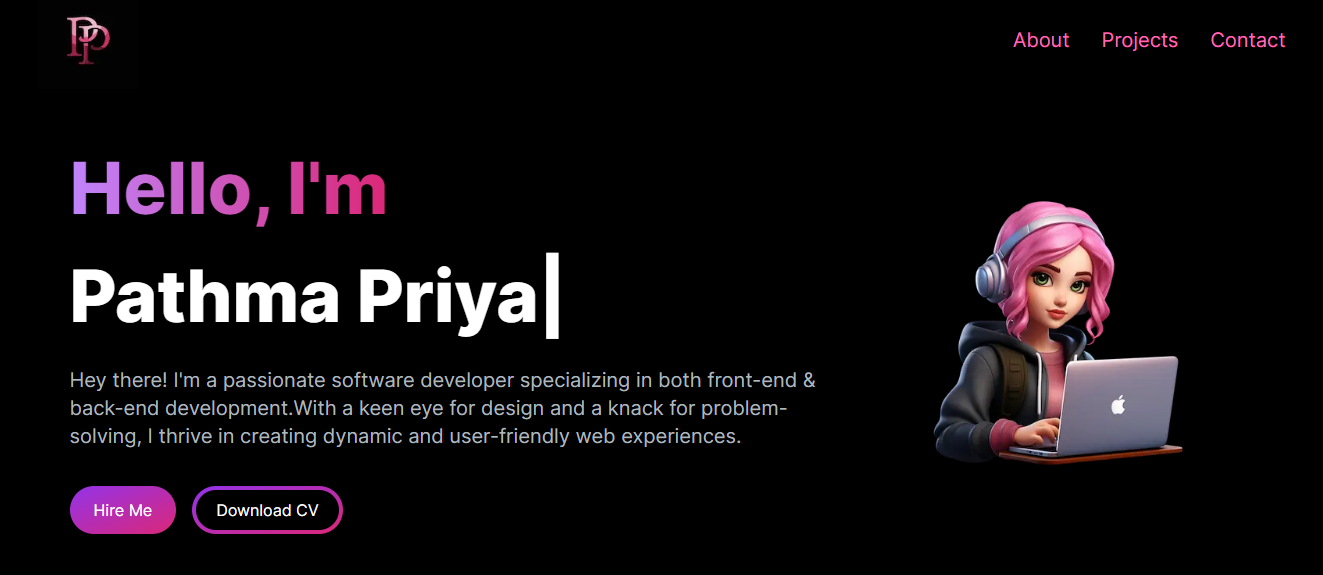 PP
About Projects Contact
Hello, I'm
Pathma Priya
Hey there! I'm a passionate software developer specializing in both front-end &
back-end development.With a keen eye for design and a knack for problem-
solving, I thrive in creating dynamic and user-friendly web experiences.
Hire Me Download CV